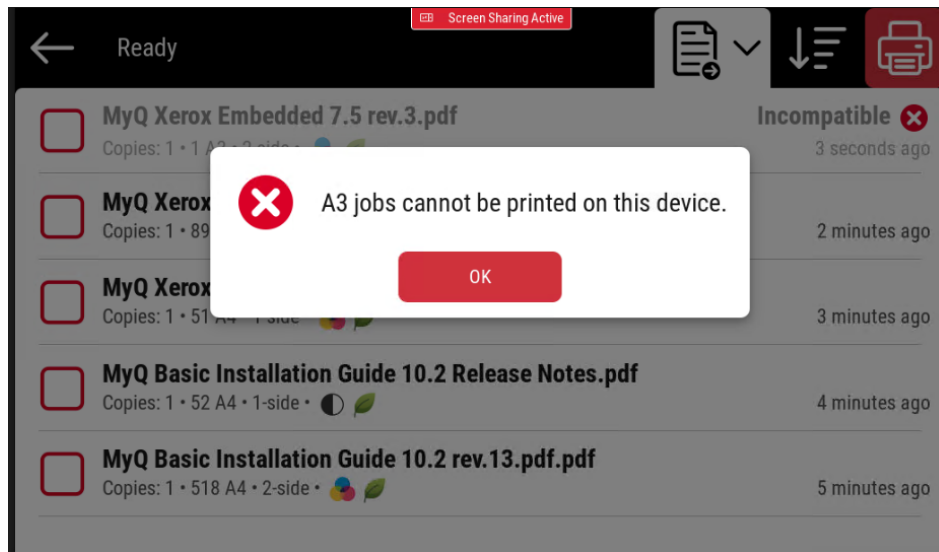 Screen Sharing Active
Ready
MyQ Xerox Embedded 7.5 rev.3.pdf
Incompatible
Copies: 1 • 1 A3 • 2-side •
3 seconds ago
A3 jobs cannot be printed on this device.
OK
MyQ Xerox
Copies: 1 • 89
2 minutes ago
MyQ Xerox
Copies: 1 • 51 A4 • 1-side •
3 minutes ago
MyQ Basic Installation Guide 10.2 Release Notes.pdf
Copies: 1 • 52 A4 • 1-side •
4 minutes ago
MyQ Basic Installation Guide 10.2 rev.13.pdf.pdf
Copies: 1 • 518 A4 • 2-side •
5 minutes ago